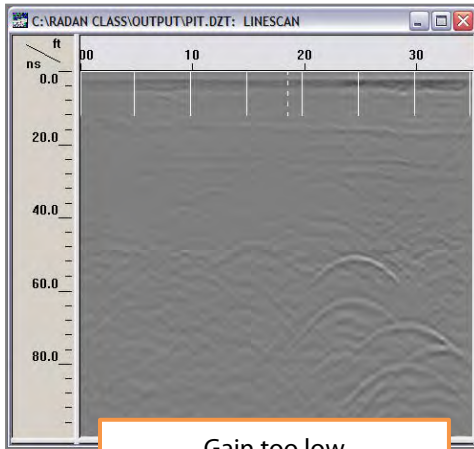 C:\RADAN CLASS\OUTPUT\PIT.DZT: LINESCAN
ft
ns
00 10 20 30
0.0
20.0
40.0
60.0
80.0
Gain too low